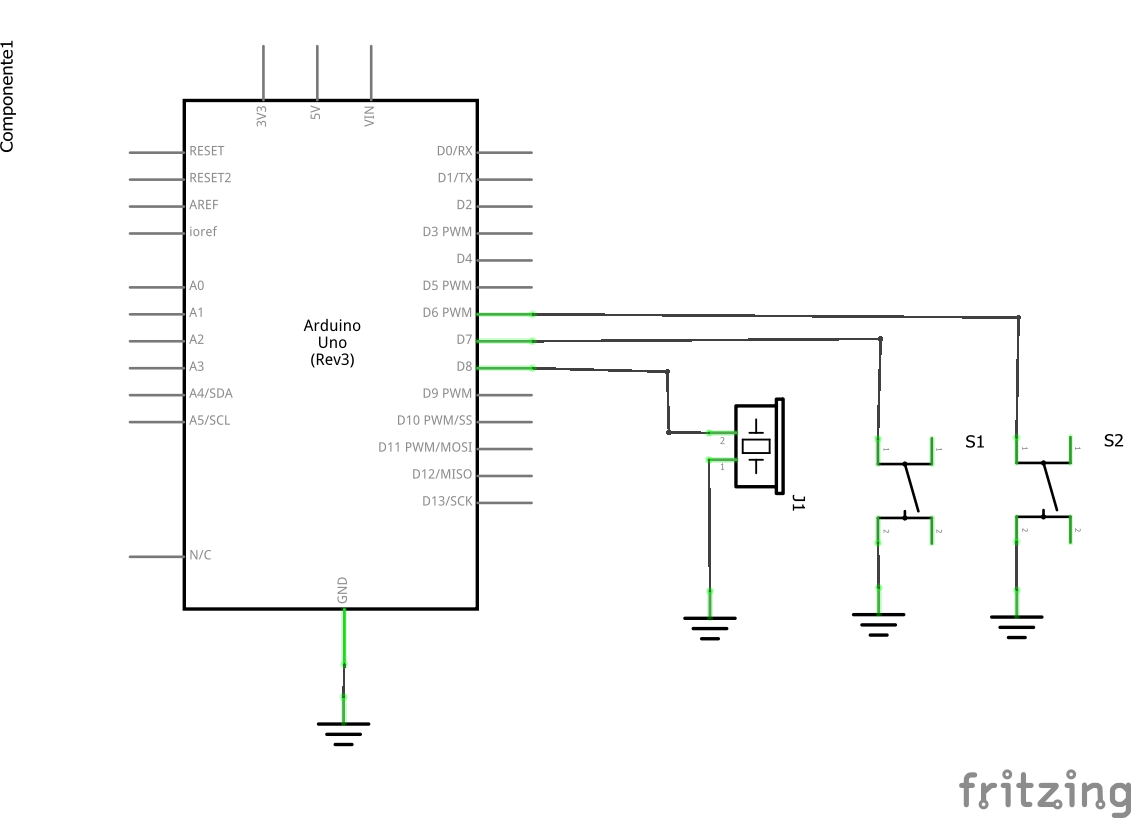 Componente1
3V3
5V
VIN
RESET
RESET2
AREF
ioref
A0
A1
A2
A3
A4/SDA
A5/SCL
N/C
Arduino
Uno
(Rev3)
D0/RX
D1/TX
D2
D3 PWM
D4
D5 PWM
D6 PWM
D7
D8
D9 PWM
D10 PWM/SS
D11 PWM/MOSI
D12/MISO
D13/SCK
GND
2
1
J1
1
1
S1
2
2
1
1
S2
2
2
fritzing